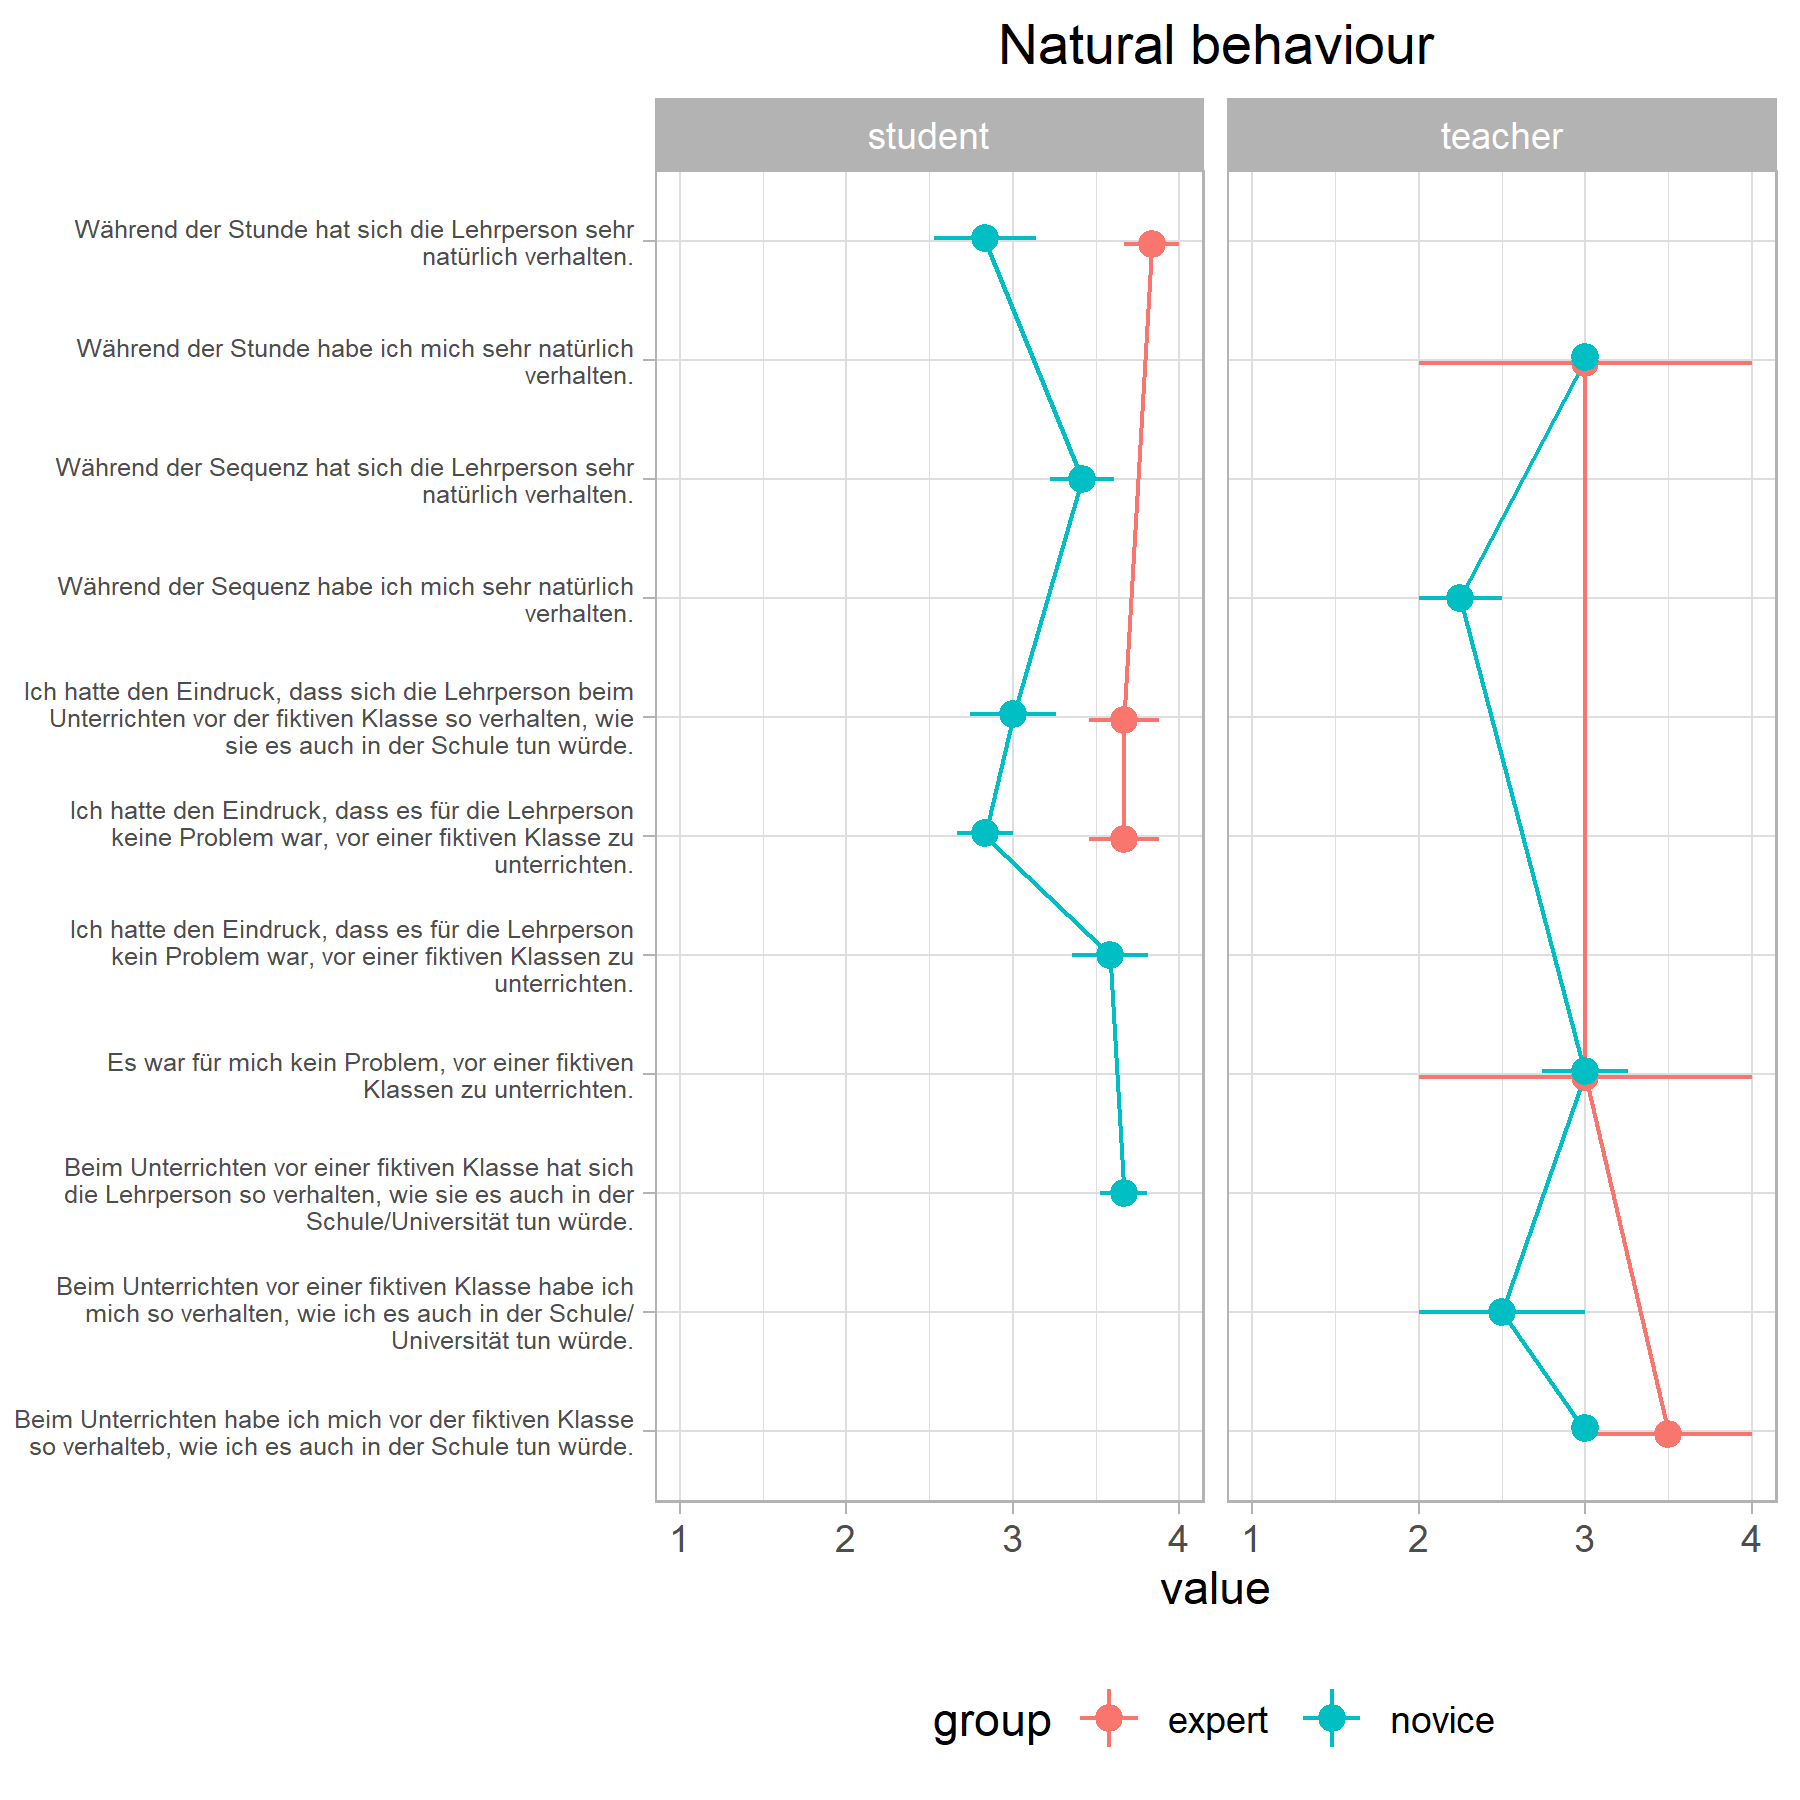 Natural behaviour
student
teacher
Während der Stunde hat sich die Lehrperson sehr
natürlich verhalten.
Während der Stunde habe ich mich sehr natürlich
verhalten.
Während der Sequenz hat sich die Lehrperson sehr
natürlich verhalten.
Während der Sequenz habe ich mich sehr natürlich
verhalten.
Ich hatte den Eindruck, dass sich die Lehrperson beim
Unterrichten vor der fiktiven Klasse so verhalten, wie
sie es auch in der Schule tun würde.
Ich hatte den Eindruck, dass es für die Lehrperson
keine Problem war, vor einer fiktiven Klasse zu
unterrichten.
Ich hatte den Eindruck, dass es für die Lehrperson
kein Problem war, vor einer fiktiven Klassen zu
unterrichten.
Es war für mich kein Problem, vor einer fiktiven
Klassen zu unterrichten.
Beim Unterrichten vor einer fiktiven Klasse hat sich
die Lehrperson so verhalten, wie sie es auch in der
Schule/Universität tun würde.
Beim Unterrichten vor einer fiktiven Klasse habe ich
mich so verhalten, wie ich es auch in der Schule/
Universität tun würde.
Beim Unterrichten habe ich mich vor der fiktiven Klasse
so verhalteb, wie ich es auch in der Schule tun würde.
1 2 3 4
1 2 3 4
value
group expert novice